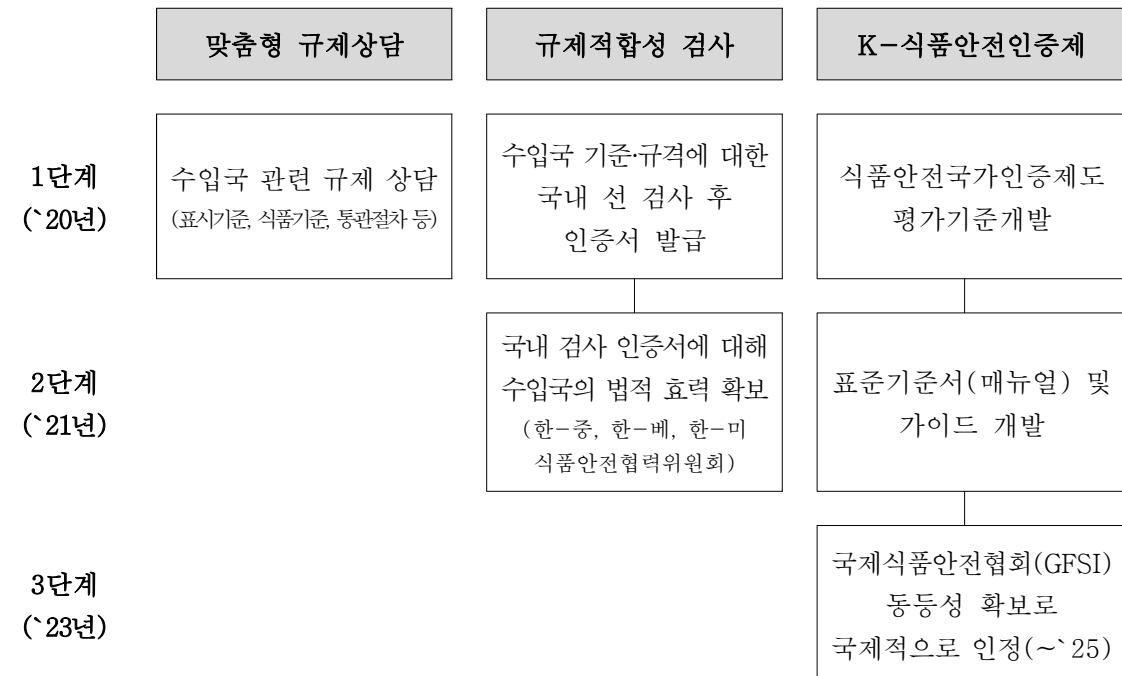 맞춤형 규제상담
규제적합성 검사
K-식품안전인증제
1단계
(`20년)
수입국 관련 규제 상담
(표시기준, 식품기준, 통관절차 등)
수입국 기준·규격에 대한
국내 선 검사 후
인증서 발급
식품안전국가인증제도
평가기준개발
2단계
(`21년)
국내 검사 인증서에 대해
수입국의 법적 효력 확보
(한-중, 한-베, 한-미
식품안전협력위원회)
표준기준서(매뉴얼) 및
가이드 개발
3단계
(`23년)
국제식품안전협회(GFSI)
동등성 확보로
국제적으로 인정(~`25)